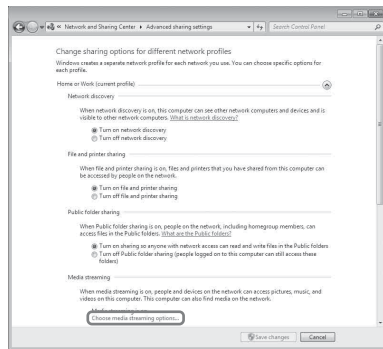 « Network and Sharing Center ▸ Advanced sharing settings
Search Control Panel
Change sharing options for different network profiles
Windows creates a separate network profile for each network you use. You can choose specific options for
each profile.
Home or Work (current profile)
Network discovery
When network discovery is on, this computer can see other network computers and devices and is
visible to other network computers. What is network discovery?
Turn on network discovery
Turn off network discovery
File and printer sharing
When file and printer sharing is on, files and printers that you have shared from this computer can
be accessed by people on the network.
Turn on file and printer sharing
Turn off file and printer sharing
Public folder sharing
When Public folder sharing is on, people on the network, including homegroup members, can
access files in the Public folders. What are the Public folders?
Turn on sharing so anyone with network access can read and write files in the Public folders
Turn off Public folder sharing (people logged on to this computer can still access these
folders)
Media streaming
When media streaming is on, people and devices on the network can access pictures, music, and
videos on this computer. This computer can also find media on the network.
Choose media streaming options...
Save changes
Cancel